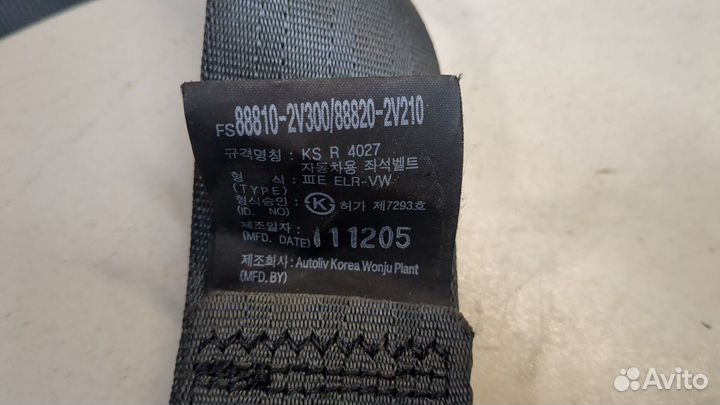 FS88810-2V300/88820-2V210
규격명칭 : KS R 4027
자동차용 좌석벨트
형 식 : ⅢE ELR-VW
(TYPE)
형식승인 : Ⓚ 허가 제7293호
(ID. NO)
제조일자 :
(MFD. DATE) 111205
제조회사 : Autoliv Korea Wonju Plant
(MFD.BY)
Avito